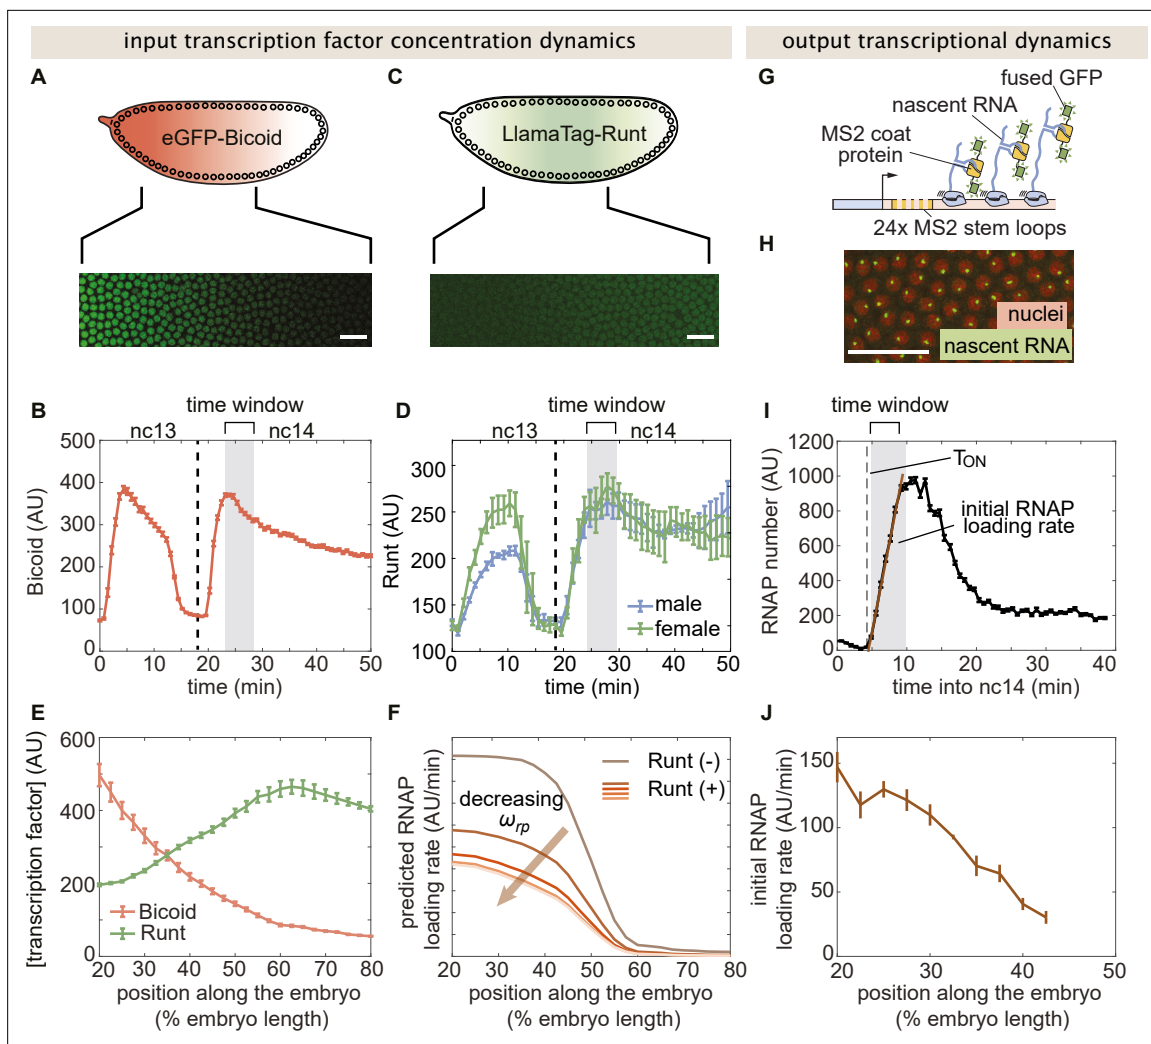 input transcription factor concentration dynamics
output transcriptional dynamics
A
eGFP-Bicoid
C
LlamaTag-Runt
G
fused GFP
nascent RNA
MS2 coat
protein
24x MS2 stem loops
H
nuclei
nascent RNA
B
time window
nc13
nc14
Bicoid (AU)
500
400
300
200
100
0
0
10
20
30
40
50
time (min)
D
time window
nc13
nc14
Runt (AU)
300
250
200
150
100
male
female
0
10
20
30
40
50
time (min)
I
time window
RNAP number (AU)
1200
1000
800
600
400
200
0
T_ON
initial RNAP
loading rate
0
10
20
30
40
time into nc14 (min)
E
[transcription factor] (AU)
600
400
200
0
Bicoid
Runt
20
30
40
50
60
70
80
position along the embryo
(% embryo length)
F
predicted RNAP
loading rate (AU/min)
Runt (-)
Runt (+)
decreasing
ω_rp
20
30
40
50
60
70
80
position along the embryo
(% embryo length)
J
initial RNAP
loading rate (AU/min)
150
100
50
0
20
30
40
50
position along the embryo
(% embryo length)